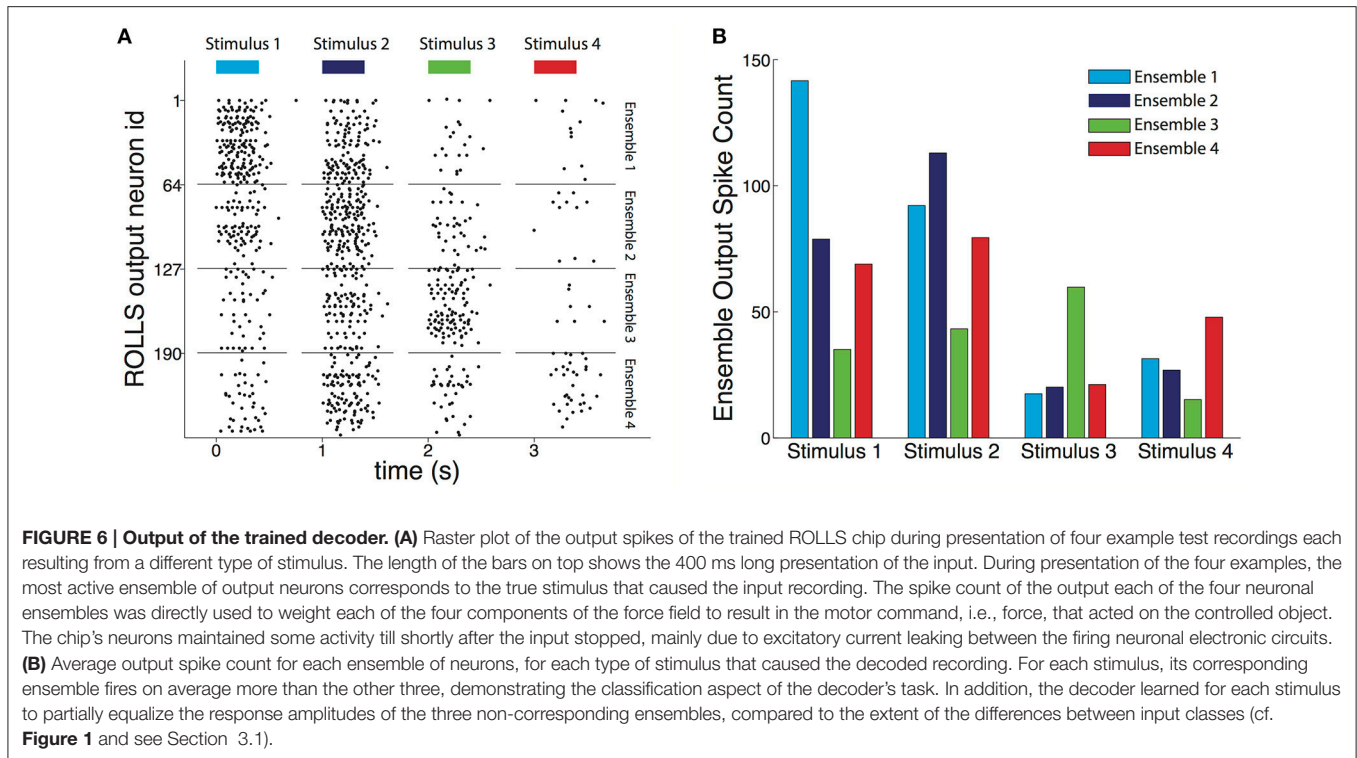 A
Stimulus 1 Stimulus 2 Stimulus 3 Stimulus 4
ROLLS output neuron id
1
64
127
190
Ensemble 1
Ensemble 2
Ensemble 3
Ensemble 4
0 1 2 3
time (s)
B
Ensemble Output Spike Count
150
100
50
0
Ensemble 1
Ensemble 2
Ensemble 3
Ensemble 4
Stimulus 1 Stimulus 2 Stimulus 3 Stimulus 4
FIGURE 6 | Output of the trained decoder. (A) Raster plot of the output spikes of the trained ROLLS chip during presentation of four example test recordings each
resulting from a different type of stimulus. The length of the bars on top shows the 400 ms long presentation of the input. During presentation of the four examples, the
most active ensemble of output neurons corresponds to the true stimulus that caused the input recording. The spike count of the output each of the four neuronal
ensembles was directly used to weight each of the four components of the force field to result in the motor command, i.e., force, that acted on the controlled object.
The chip's neurons maintained some activity till shortly after the input stopped, mainly due to excitatory current leaking between the firing neuronal electronic circuits.
(B) Average output spike count for each ensemble of neurons, for each type of stimulus that caused the decoded recording. For each stimulus, its corresponding
ensemble fires on average more than the other three, demonstrating the classification aspect of the decoder's task. In addition, the decoder learned for each stimulus
to partially equalize the response amplitudes of the three non-corresponding ensembles, compared to the extent of the differences between input classes (cf.
Figure 1 and see Section 3.1).